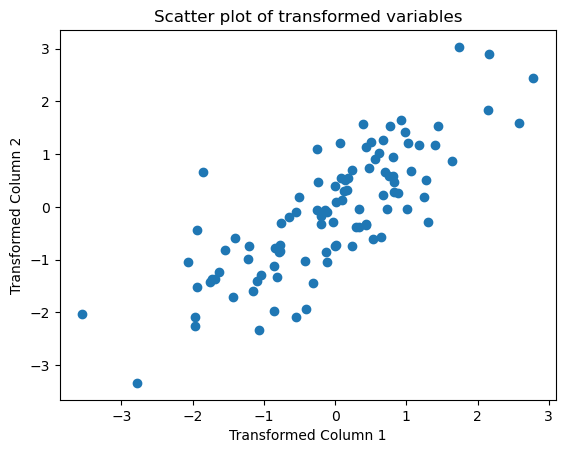 Scatter plot of transformed variables
3
2
1
0
−1
−2
−3
Transformed Column 2
−3 −2 −1 0 1 2 3
Transformed Column 1